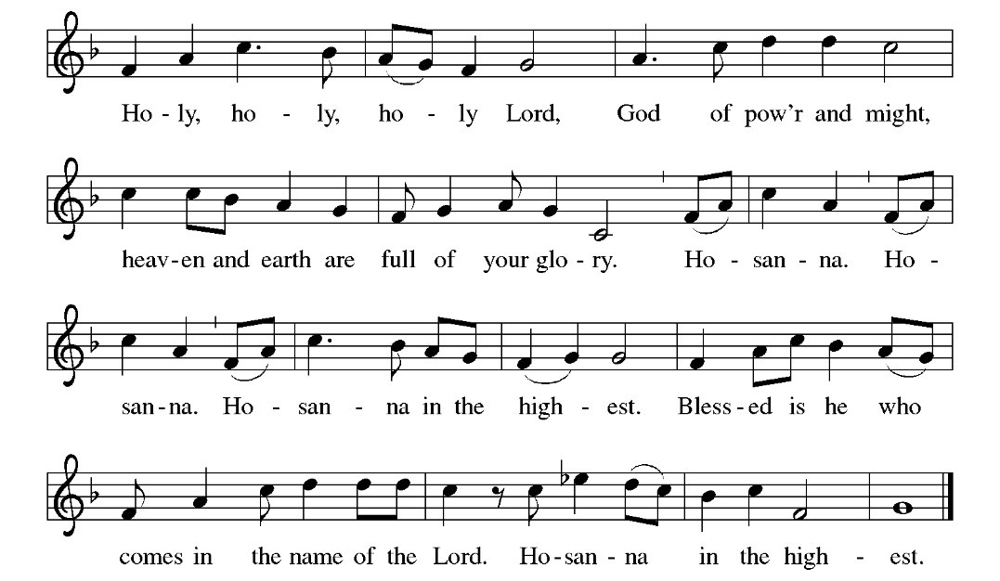 Ho - ly, ho - ly, ho - ly Lord, God of pow'r and might,
heav-en and earth are full of your glo - ry. Ho - san - na. Ho -
san-na. Ho - san - na in the high - est. Bless-ed is he who
comes in the name of the Lord. Ho-san - na in the high - est.